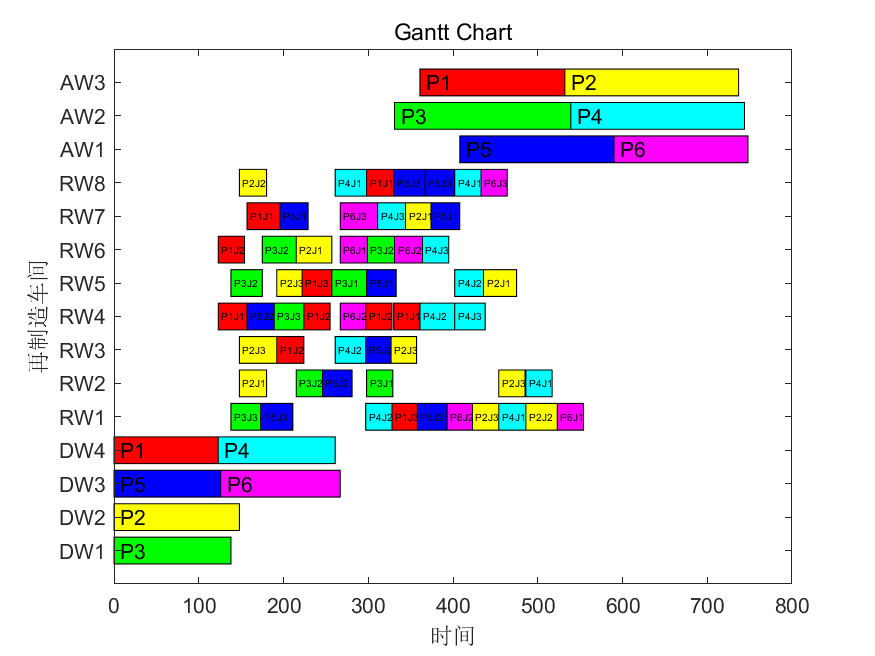 Gantt Chart
AW3 P1 P2
AW2 P3 P4
AW1 P5 P6
RW8 P2J2 P4J1 P1J1 P5J3 P5J3 P4J1 P6J3
RW7 P1J1 P5J1 P6J3 P4J3 P2J1 P5J1
RW6 P1J2 P3J2 P2J1 P6J1 P3J2 P6J2 P4J3
RW5 P3J2 P2J3 P1J3 P3J1 P5J1 P4J2 P2J1
RW4 P1J1 P5J2 P3J3 P1J2 P6J2 P1J2 P1J1 P4J2 P4J3
RW3 P2J3 P1J2 P4J2 P5J2 P2J3
RW2 P2J1 P3J2 P5J2 P3J1 P2J3 P4J1
RW1 P3J3 P5J3 P4J2 P1J3 P5J2 P6J2 P2J3 P4J1 P2J2 P6J1
DW4 P1 P4
DW3 P5 P6
DW2 P2
DW1 P3
0 100 200 300 400 500 600 700 800
时间
再制造车间